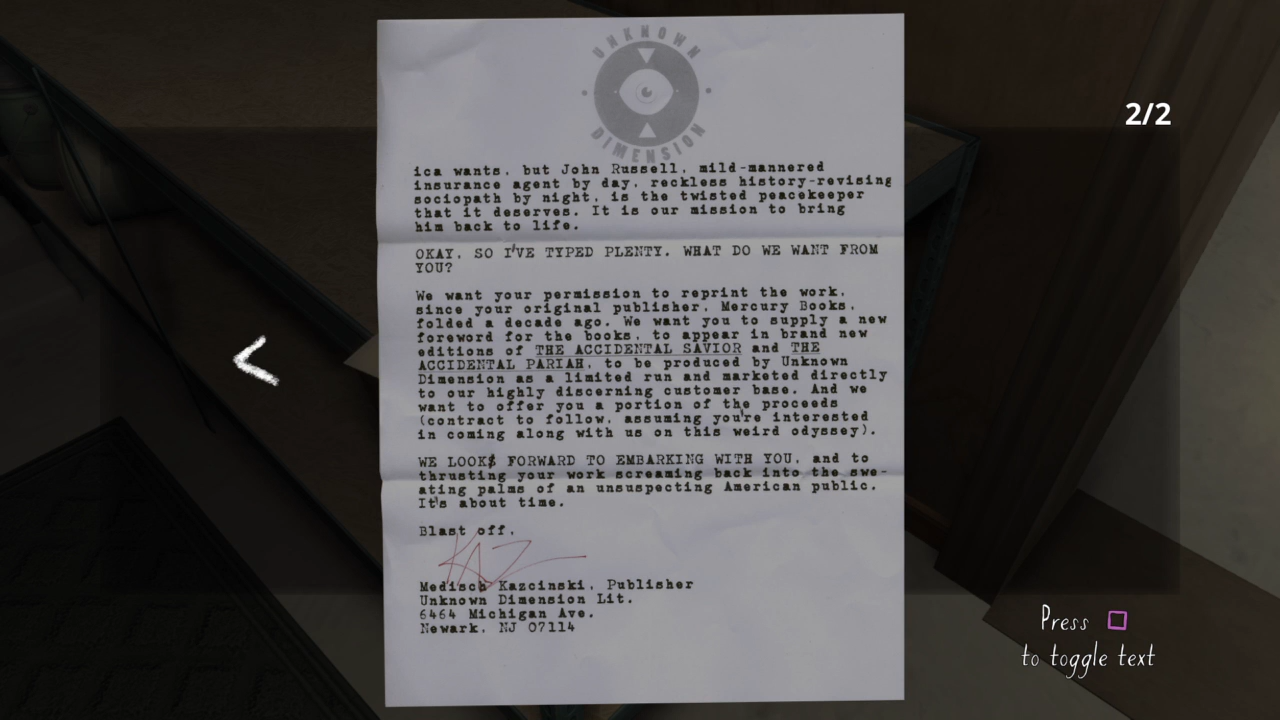 UNKNOWN
DIMENSION
2/2
ica wants, but John Russell, mild-mannered
insurance agent by day, reckless history-revising
sociopath by night, is the twisted peacekeeper
that it deserves. It is our mission to bring
him back to life.
OKAY, SO I'VE TYPED PLENTY. WHAT DO WE WANT FROM
YOU?
We want your permission to reprint the work,
since your original publisher, Mercury Books,
folded a decade ago. We want you to supply a new
foreword for the books, to appear in brand new
editions of THE ACCIDENTAL SAVIOR and THE
ACCIDENTAL PARIAH, to be produced by Unknown
Dimension as a limited run and marketed directly
to our highly discerning customer base. And we
want to offer you a portion of the proceeds
(contract to follow, assuming you're interested
in coming along with us on this weird odyssey).
WE LOOK$ FORWARD TO EMBARKING WITH YOU, and to
thrusting your work screaming back into the swe-
ating palms of an unsuspecting American public.
It's about time.
Blast off,
KAZ
Medisch Kazcinski, Publisher
Unknown Dimension Lit.
6464 Michigan Ave.
Newark, NJ 07114
Press
to toggle text